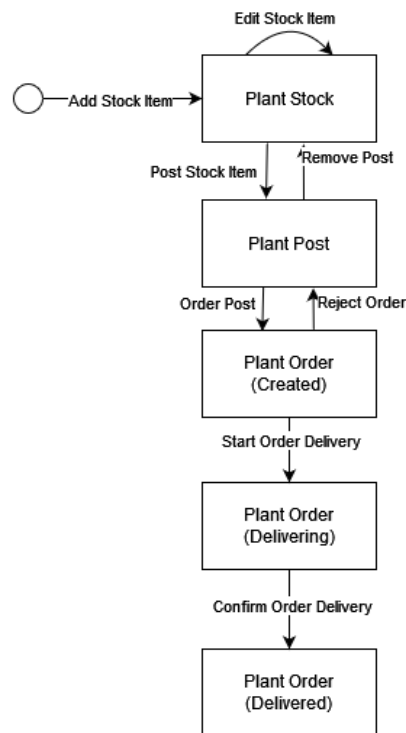 Edit Stock Item
Add Stock Item
Plant Stock
Post Stock Item
Remove Post
Plant Post
Order Post
Reject Order
Plant Order
(Created)
Start Order Delivery
Plant Order
(Delivering)
Confirm Order Delivery
Plant Order
(Delivered)